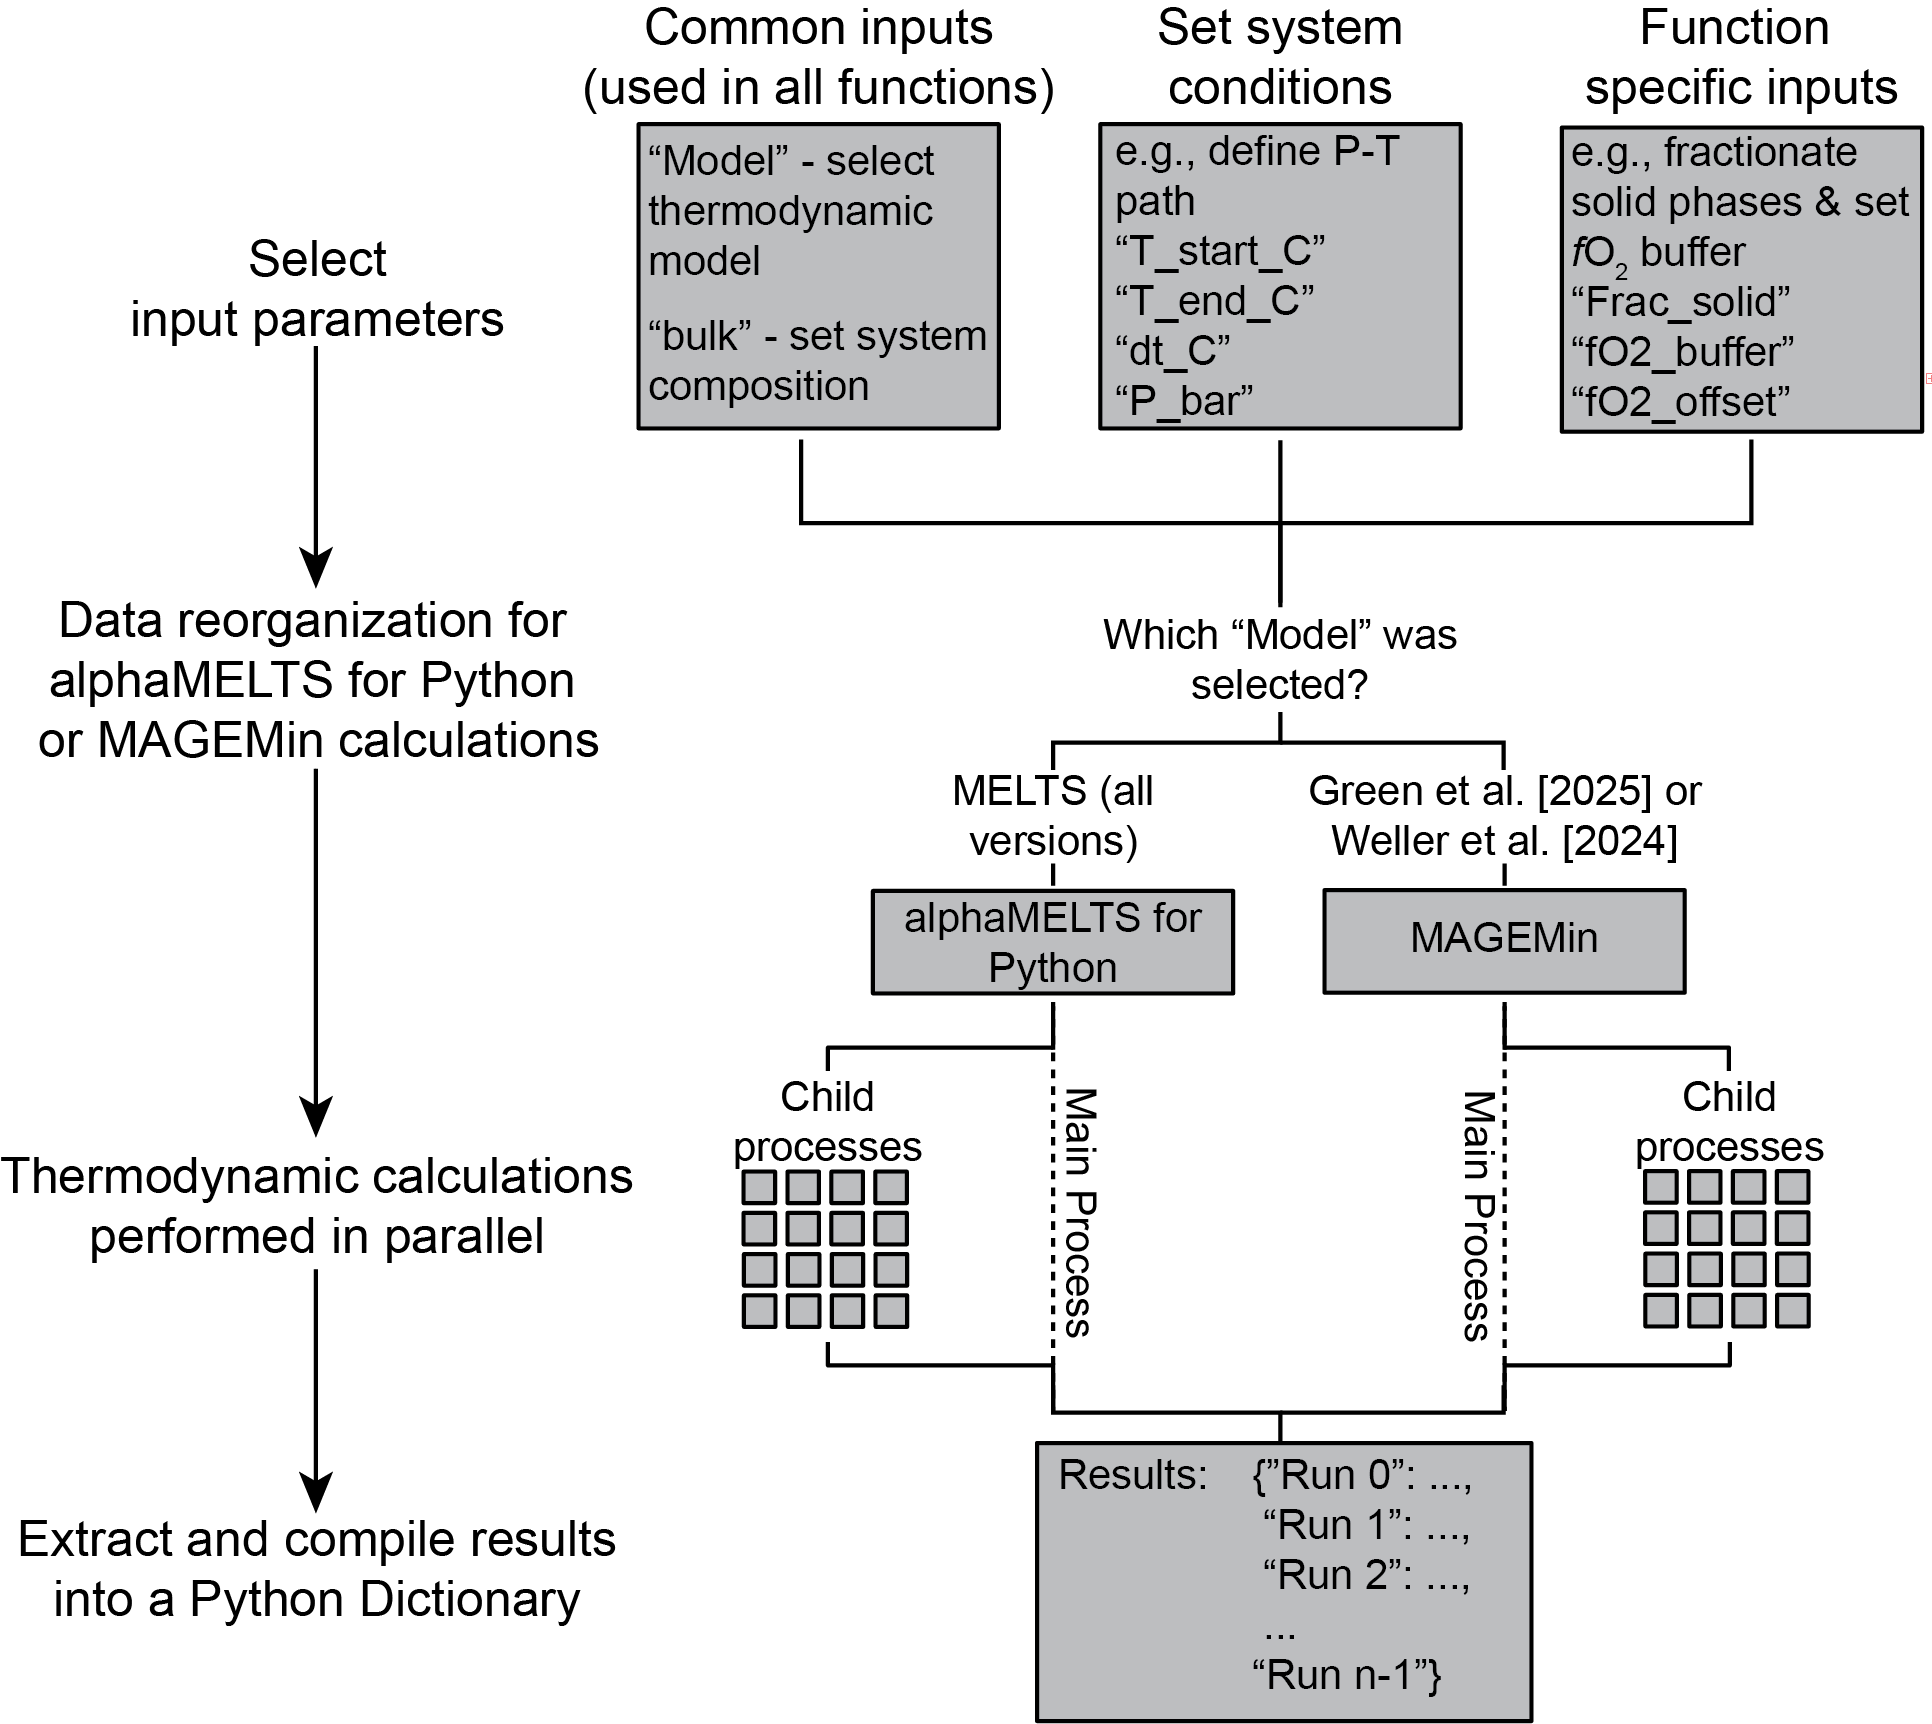 Common inputs
(used in all functions)
Set system
conditions
Function
specific inputs
“Model” - select
thermodynamic
model
“bulk” - set system
composition
e.g., define P-T
path
“T_start_C”
“T_end_C”
“dt_C”
“P_bar”
e.g., fractionate
solid phases & set
fO2 buffer
“Frac_solid”
“fO2_buffer”
“fO2_offset”
Select
input parameters
Data reorganization for
alphaMELTS for Python
or MAGEMin calculations
Thermodynamic calculations
performed in parallel
Extract and compile results
into a Python Dictionary
Which “Model” was
selected?
MELTS (all
versions)
Green et al. [2025] or
Weller et al. [2024]
alphaMELTS for
Python
MAGEMin
Child
processes
Main Process
Main Process
Child
processes
Results: {”Run 0”: ...,
“Run 1”: ...,
“Run 2”: ...,
...
“Run n-1”}